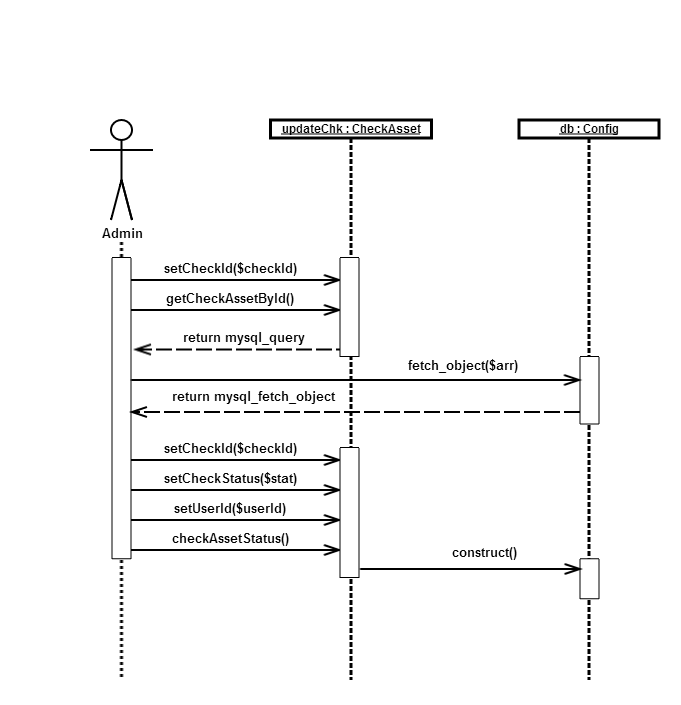 updateChk : CheckAsset
db : Config
Admin
setCheckId($checkId)
getCheckAssetById()
return mysql_query
fetch_object($arr)
return mysql_fetch_object
setCheckId($checkId)
setCheckStatus($stat)
setUserId($userId)
checkAssetStatus()
construct()